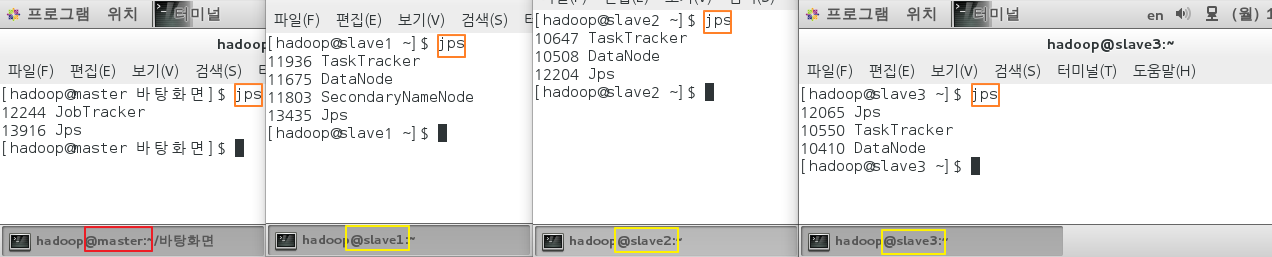 프로그램 위치 터미널
hadoop
파일(F) 편집(E) 보기(V) 검색(S)
[hadoop@master 바탕화면]$ jps
12244 JobTracker
13916 Jps
[hadoop@master 바탕화면]$
hadoop@master:~/바탕화면
파일(F) 편집(E) 보기(V) 검색(S)
[hadoop@slave1 ~]$ jps
11936 TaskTracker
11675 DataNode
11803 SecondaryNameNode
13435 Jps
[hadoop@slave1 ~]$
hadoop@slave1:~
[hadoop@slave2 ~]$ jps
10647 TaskTracker
10508 DataNode
12204 Jps
[hadoop@slave2 ~]$
hadoop@slave2:~
프로그램 위치 터미널 en (월) 1
hadoop@slave3:~
파일(F) 편집(E) 보기(V) 검색(S) 터미널(T) 도움말(H)
[hadoop@slave3 ~]$ jps
12065 Jps
10550 TaskTracker
10410 DataNode
[hadoop@slave3 ~]$
hadoop@slave3:~